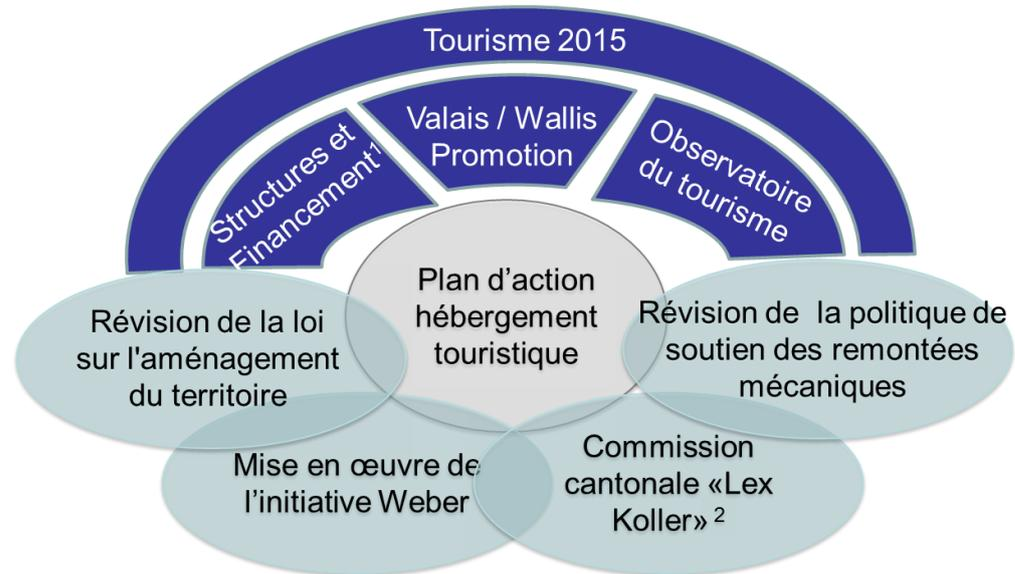 Tourisme 2015
Structures et
Financement¹
Valais / Wallis
Promotion
Observatoire
du tourisme
Plan d’action
hébergement
touristique
Révision de la loi
sur l'aménagement
du territoire
Révision de  la politique de
soutien des remontées
mécaniques
Mise en œuvre de
l’initiative Weber
Commission
cantonale «Lex
Koller» ²